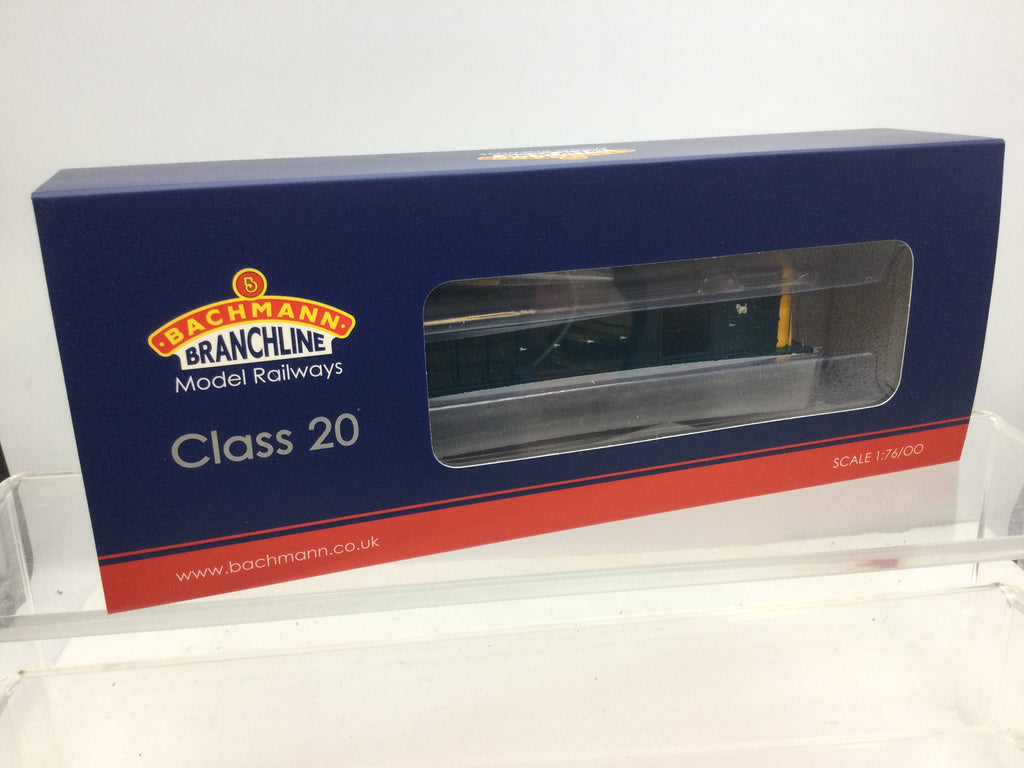 BACHMANN
BRANCHLINE
Model Railways
Class 20
SCALE 1:76/OO
www.bachmann.co.uk